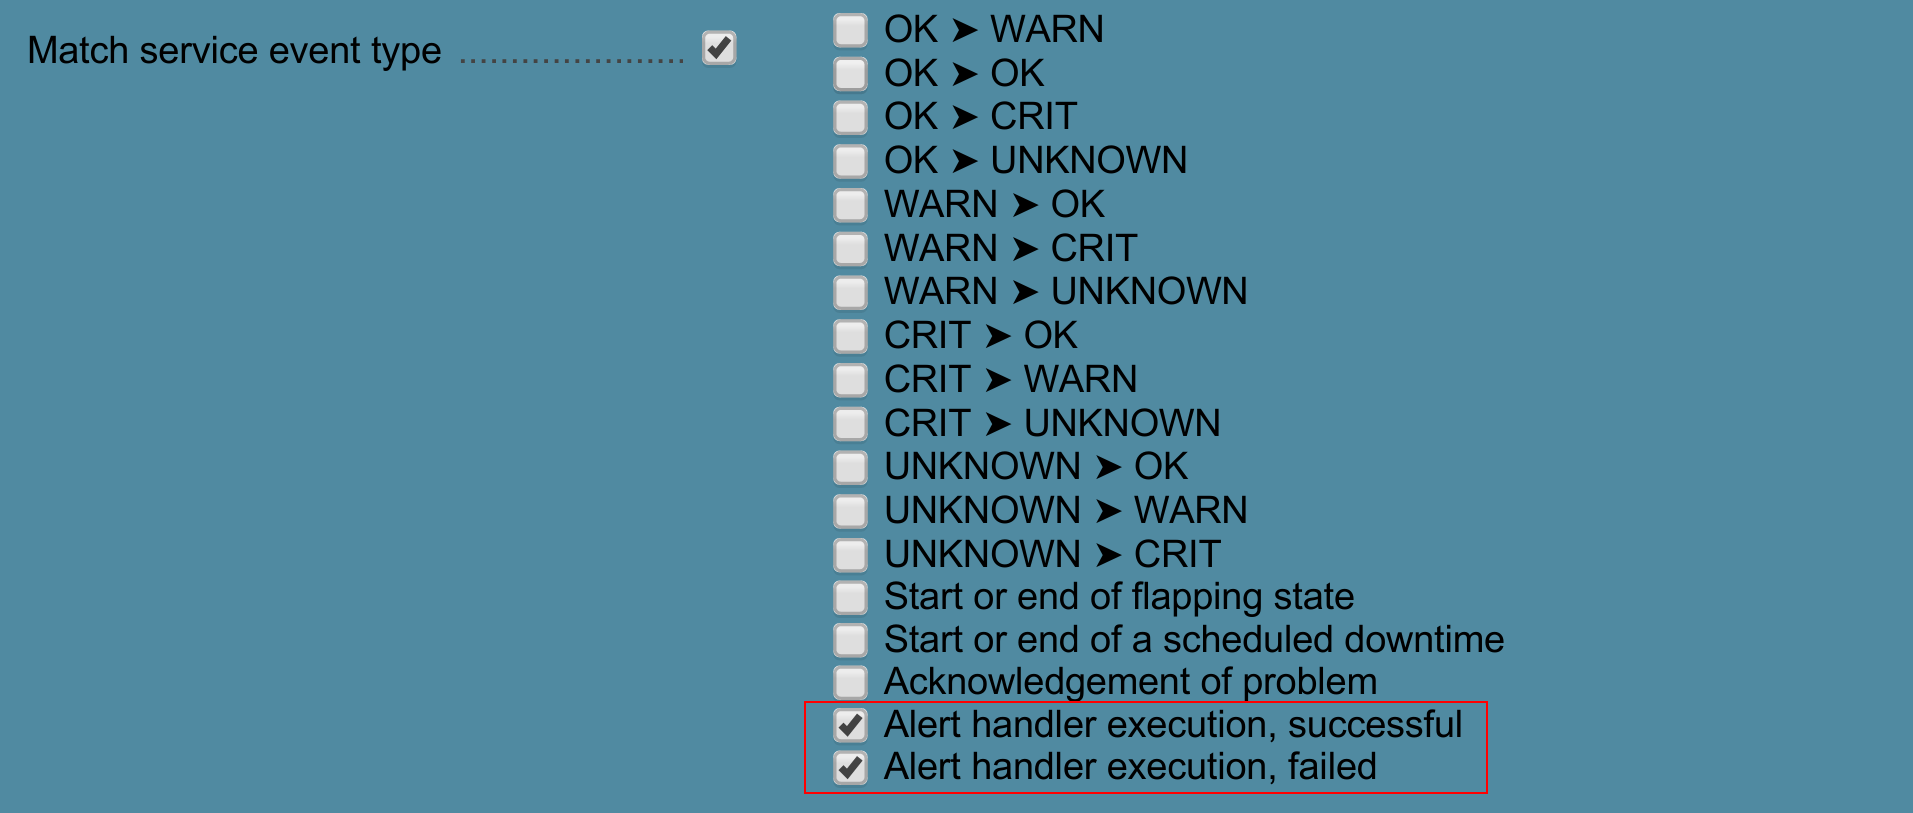 Match service event type ......................
OK ➤ WARN
OK ➤ OK
OK ➤ CRIT
OK ➤ UNKNOWN
WARN ➤ OK
WARN ➤ CRIT
WARN ➤ UNKNOWN
CRIT ➤ OK
CRIT ➤ WARN
CRIT ➤ UNKNOWN
UNKNOWN ➤ OK
UNKNOWN ➤ WARN
UNKNOWN ➤ CRIT
Start or end of flapping state
Start or end of a scheduled downtime
Acknowledgement of problem
Alert handler execution, successful
Alert handler execution, failed